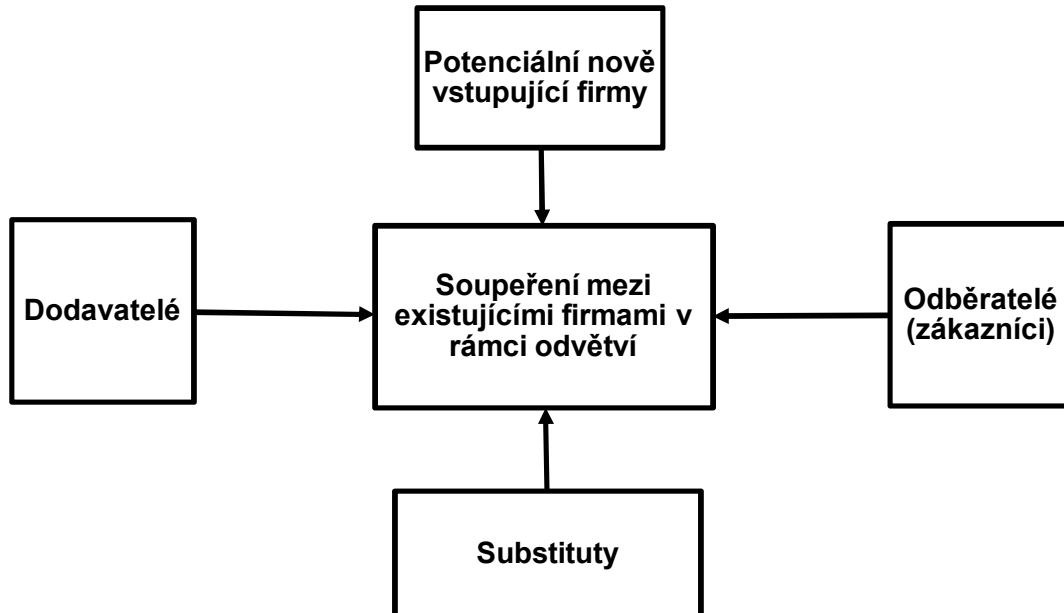 Potenciální nově
vstupující firmy
Dodavatelé
Soupeření mezi
existujícími firmami v
rámci odvětví
Odběratelé
(zákazníci)
Substituty